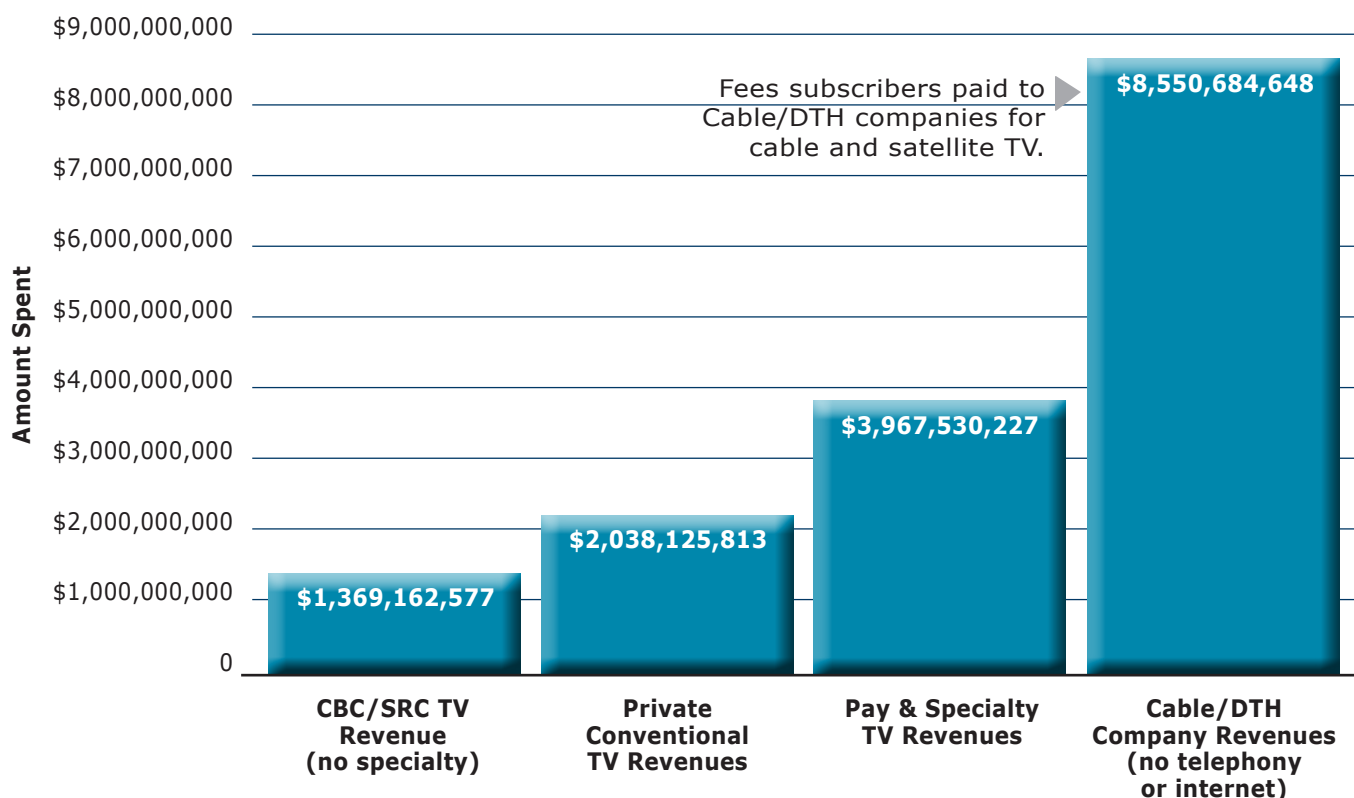 $9,000,000,000
$8,000,000,000
$7,000,000,000
$6,000,000,000
$5,000,000,000
$4,000,000,000
$3,000,000,000
$2,000,000,000
$1,000,000,000
0
Amount Spent
Fees subscribers paid to
Cable/DTH companies for
cable and satellite TV.
$1,369,162,577
$2,038,125,813
$3,967,530,227
$8,550,684,648
CBC/SRC TV
Revenue
(no specialty)
Private
Conventional
TV Revenues
Pay & Specialty
TV Revenues
Cable/DTH
Company Revenues
(no telephony
or internet)